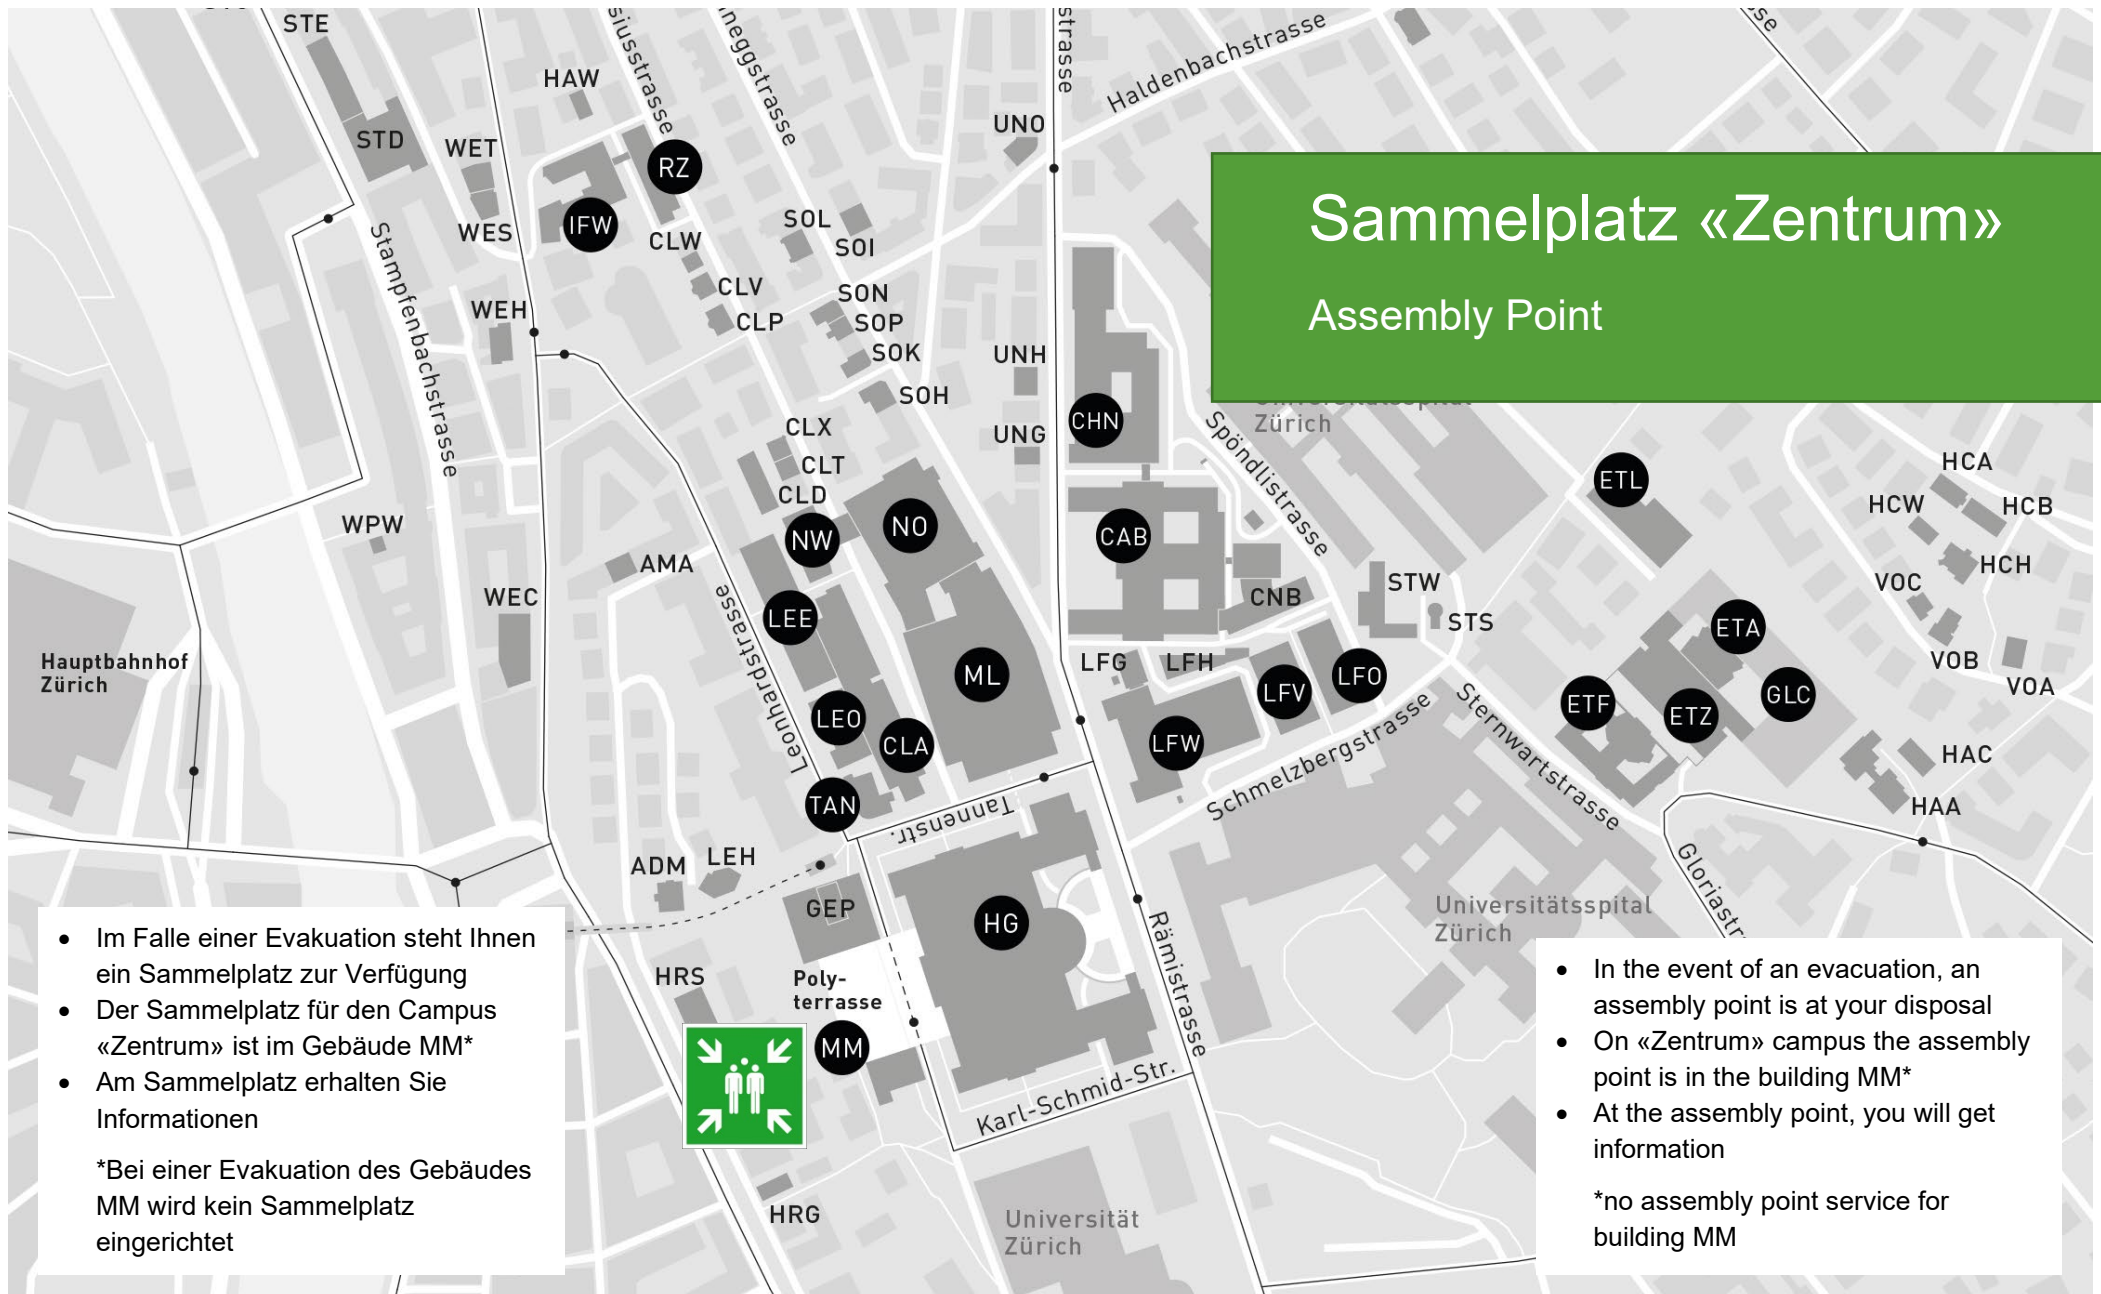 STE
HAW
STD
WET
RZ
WES
IFW
CLW
SOL
SOI
UNO
Haldenbachstrasse
strasse
Sammelplatz «Zentrum»
Assembly Point
Stampfenbachstrasse
WEH
CLV
CLP
SON
SOP
SOK
SOH
UNH
UNG
CHN
Zürich
Spöndlistrasse
CLX
CLT
CLD
NW
NO
CAB
ETL
HCA
HCW
HCB
HCH
VOC
VOB
VOA
WPW
WEC
AMA
Leonhardstrasse
LEE
ML
LEO
CLA
TAN
Tannenstr.
CNB
STW
STS
LFG
LFH
LFV
LFO
LFW
Schmelzbergstrasse
Sternwartstrasse
ETA
ETF
ETZ
GLC
HAC
HAA
Hauptbahnhof
Zürich
ADM
LEH
GEP
HG
Rämistrasse
Universitätsspital
Zürich
Gloriastr
HRS
Poly-
terrasse
MM
Karl-Schmid-Str.
HRG
Universität
Zürich
• Im Falle einer Evakuation steht Ihnen
ein Sammelplatz zur Verfügung
• Der Sammelplatz für den Campus
«Zentrum» ist im Gebäude MM*
• Am Sammelplatz erhalten Sie
Informationen
*Bei einer Evakuation des Gebäudes
MM wird kein Sammelplatz
eingerichtet
• In the event of an evacuation, an
assembly point is at your disposal
• On «Zentrum» campus the assembly
point is in the building MM*
• At the assembly point, you will get
information
*no assembly point service for
building MM